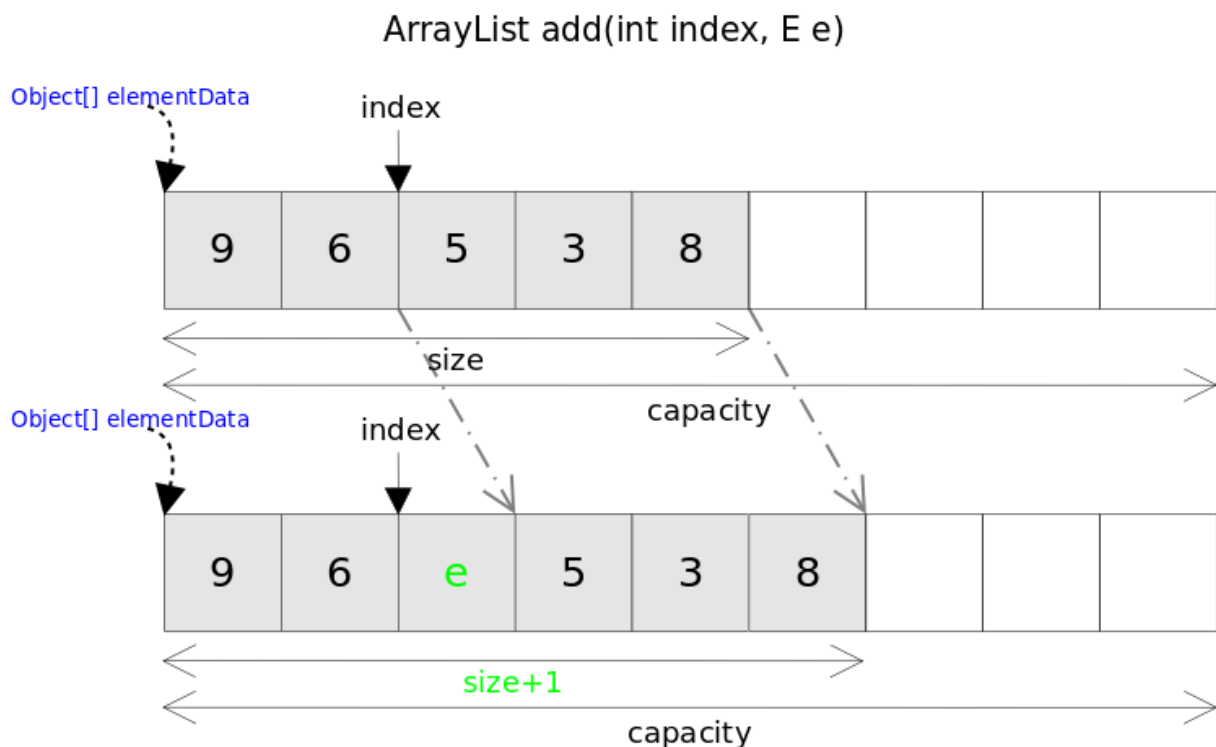 ArrayList add(int index, E e)
Object[] elementData
index
9 6 5 3 8
size
capacity
Object[] elementData
index
9 6 e 5 3 8
size+1
capacity